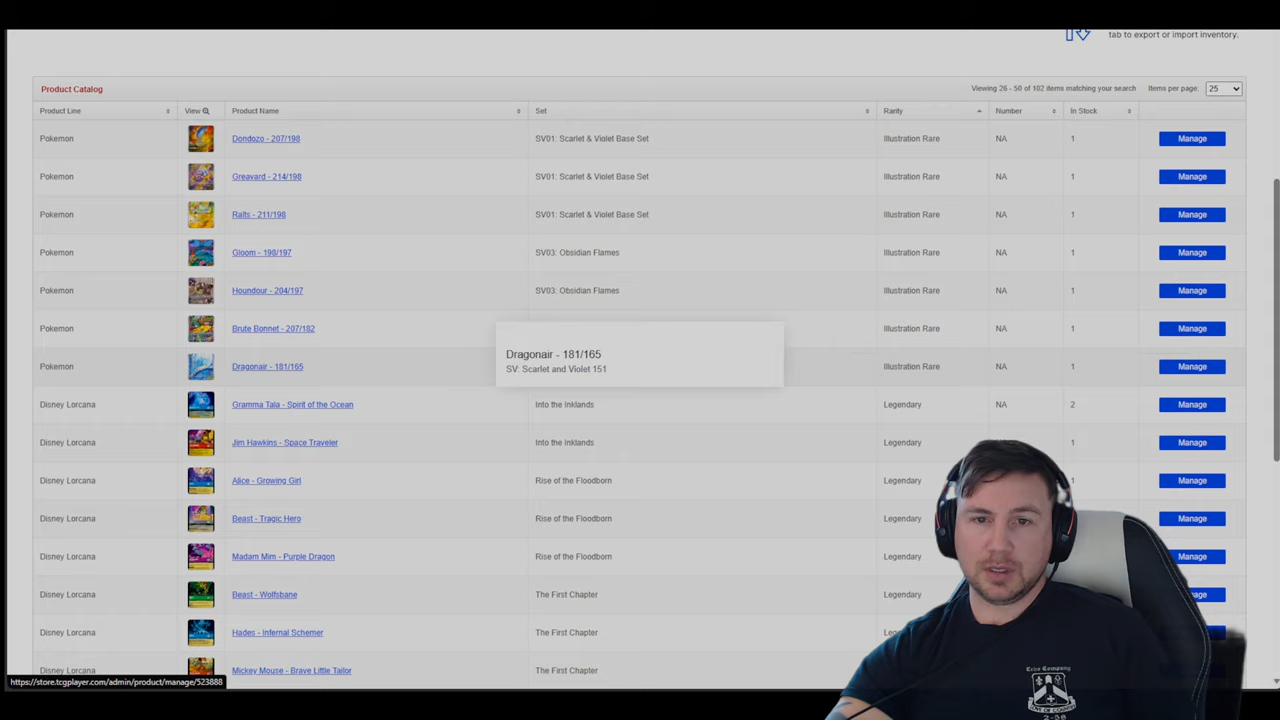 tab to export or import inventory.
Product Catalog
Viewing 26 - 50 of 102 items matching your search
Items per page: 25
Product Line View Product Name Set Rarity Number In Stock
Pokemon Dondozo - 207/198 SV01: Scarlet & Violet Base Set Illustration Rare NA 1 Manage
Pokemon Greavard - 214/198 SV01: Scarlet & Violet Base Set Illustration Rare NA 1 Manage
Pokemon Ralts - 211/198 SV01: Scarlet & Violet Base Set Illustration Rare NA 1 Manage
Pokemon Gloom - 198/197 SV03: Obsidian Flames Illustration Rare NA 1 Manage
Pokemon Houndour - 204/197 SV03: Obsidian Flames Illustration Rare NA 1 Manage
Pokemon Brute Bonnet - 207/182 Illustration Rare NA 1 Manage
Dragonair - 181/165
SV: Scarlet and Violet 151
Pokemon Dragonair - 181/165 Illustration Rare NA 1 Manage
Disney Lorcana Gramma Tala - Spirit of the Ocean Into the Inklands Legendary NA 2 Manage
Disney Lorcana Jim Hawkins - Space Traveler Into the Inklands Legendary 1 Manage
Disney Lorcana Alice - Growing Girl Rise of the Floodborn Legendary 1 Manage
Disney Lorcana Beast - Tragic Hero Rise of the Floodborn Legendary Manage
Disney Lorcana Madam Mim - Purple Dragon Rise of the Floodborn Legendary Manage
Disney Lorcana Beast - Wolfsbane The First Chapter Legendary
Disney Lorcana Hades - Infernal Schemer The First Chapter
Disney Lorcana Mickey Mouse - Brave Little Tailor The First Chapter
https://store.tcgplayer.com/admin/product/manage/523888
Echo Company
2-50